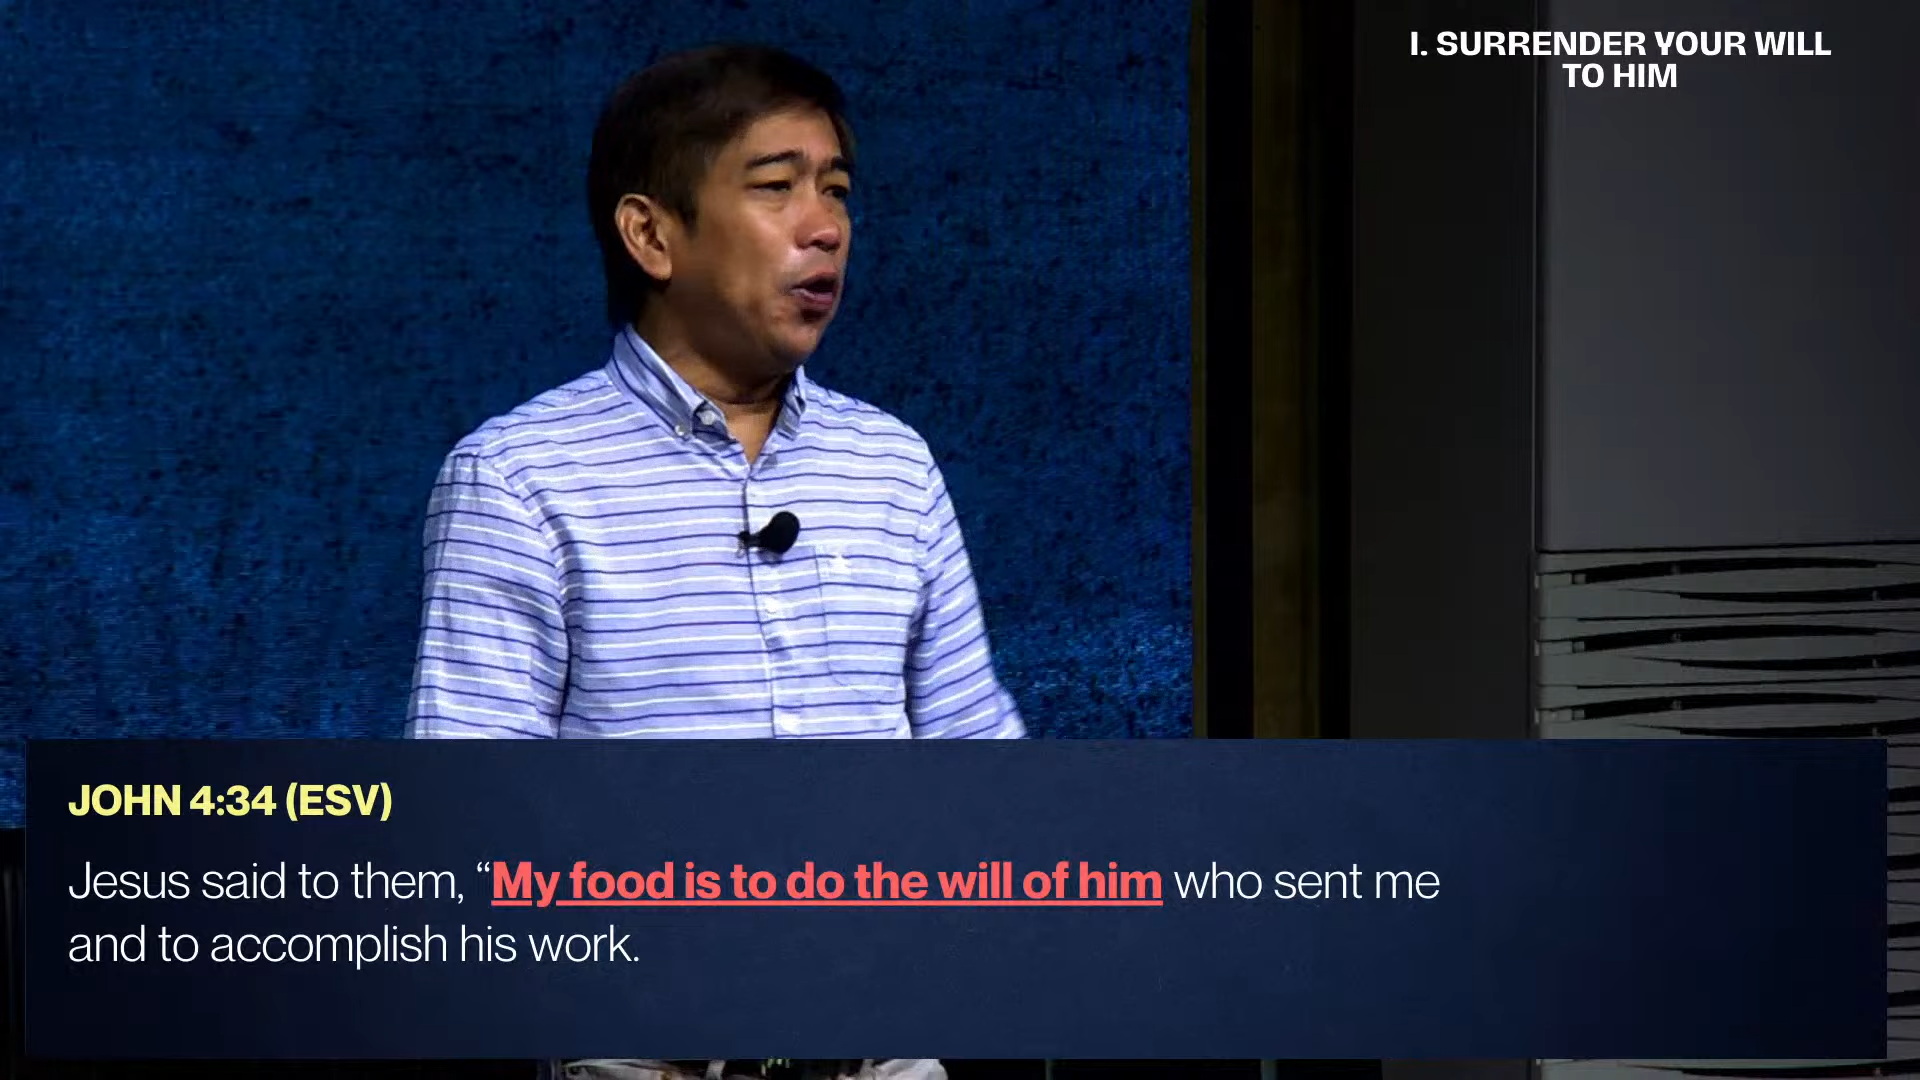 I. SURRENDER YOUR WILL
TO HIM
JOHN 4:34 (ESV)
Jesus said to them, “My food is to do the will of him who sent me
and to accomplish his work.